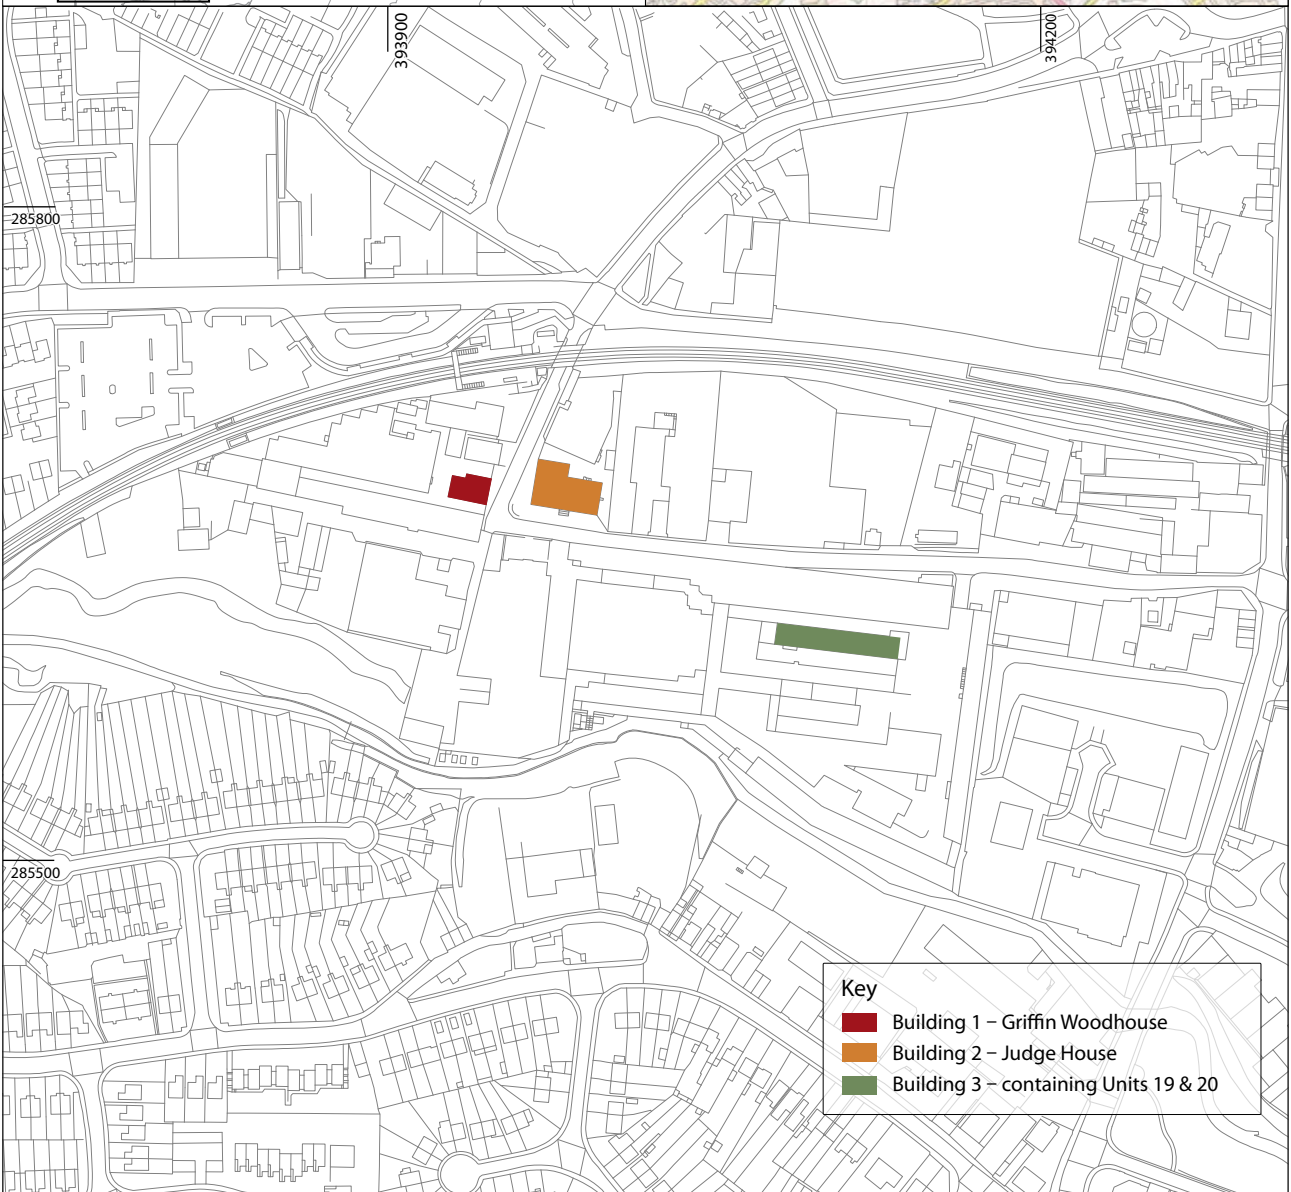 393900
394200
285800
285500
Key
Building 1 – Griffin Woodhouse
Building 2 – Judge House
Building 3 – containing Units 19 & 20